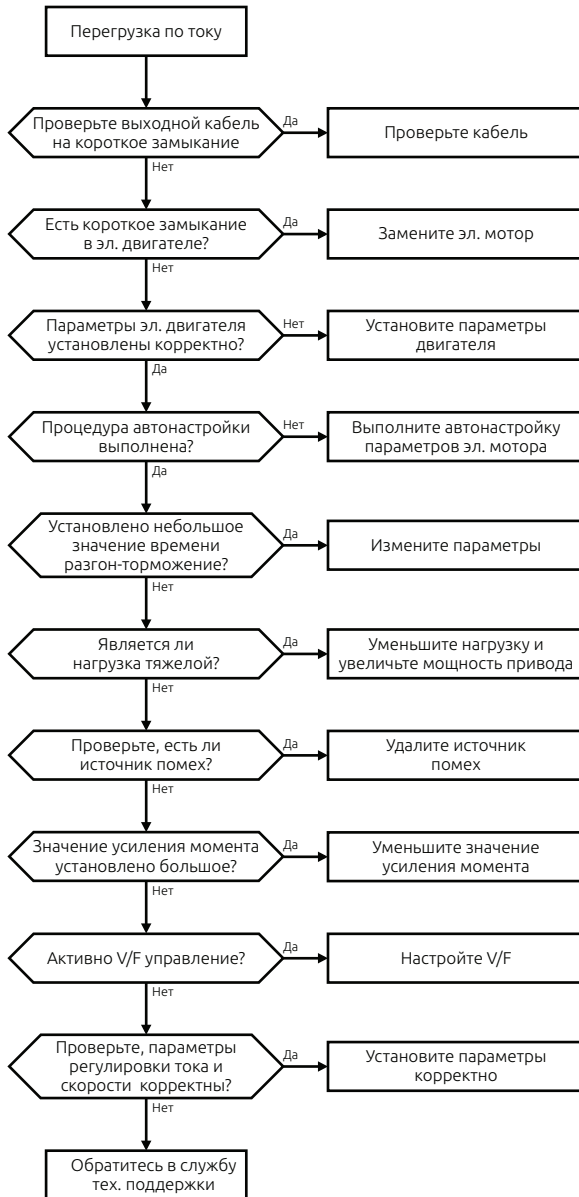 Перегрузка по току
Проверьте выходной кабель
на короткое замыкание
Да
Проверьте кабель
Нет
Есть короткое замыкание
в эл. двигателе?
Да
Замените эл. мотор
Нет
Параметры эл. двигателя
установлены корректно?
Нет
Установите параметры
двигателя
Да
Процедура автонастройки
выполнена?
Нет
Выполните автонастройку
параметров эл. мотора
Да
Установлено небольшое
значение времени
разгон-торможение?
Да
Измените параметры
Нет
Является ли
нагрузка тяжелой?
Да
Уменьшите нагрузку и
увеличьте мощность привода
Нет
Проверьте, есть ли
источник помех?
Да
Удалите источник
помех
Нет
Значение усиления момента
установлено большое?
Да
Уменьшите значение
усиления момента
Нет
Активно V/F управление?
Да
Настройте V/F
Нет
Проверьте, параметры
регулировки тока и
скорости корректны?
Да
Установите параметры
корректно
Нет
Обратитесь в службу
тех. поддержки